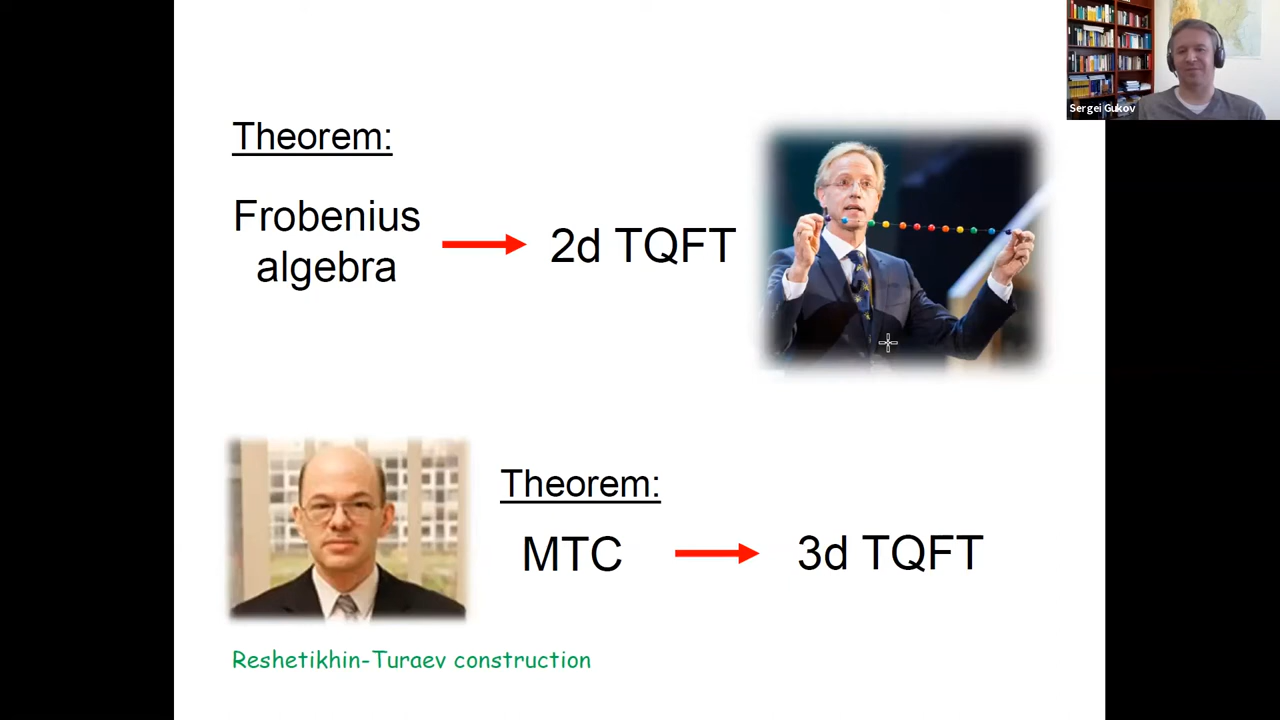 Sergei Gukov
Theorem:
Frobenius
algebra
2d TQFT
Theorem:
MTC
3d TQFT
Reshetikhin-Turaev construction